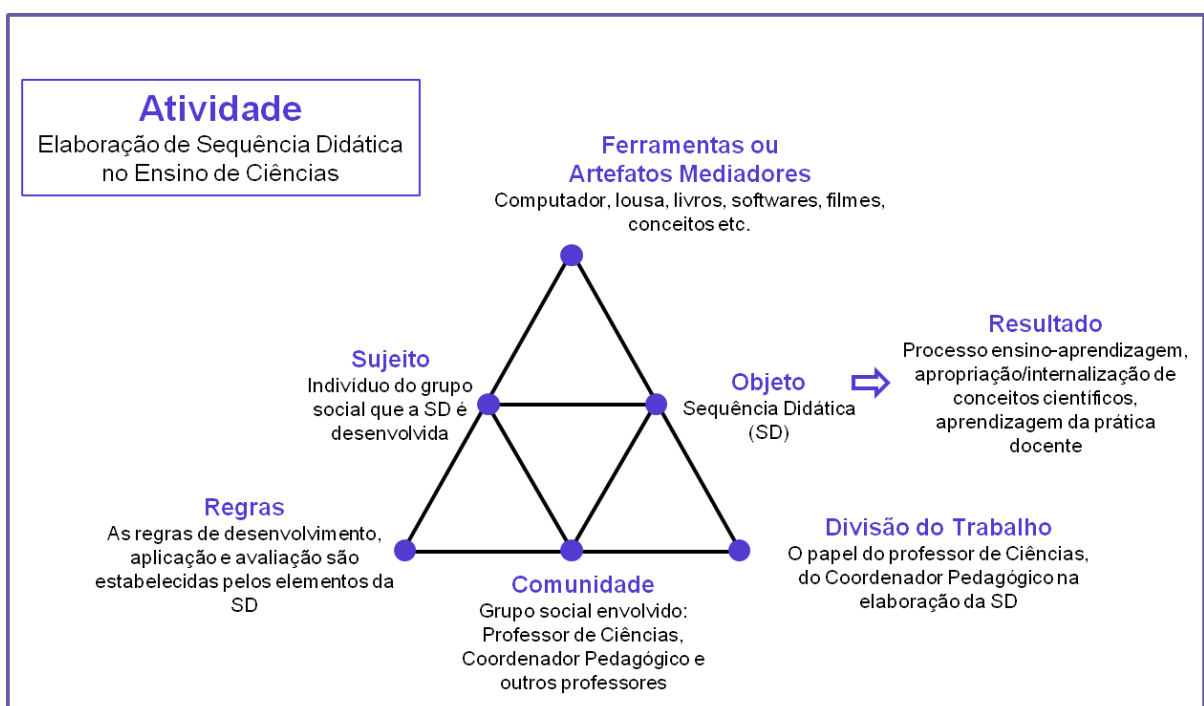 Atividade
Elaboração de Sequência Didática
no Ensino de Ciências
Ferramentas ou
Artefatos Mediadores
Computador, lousa, livros, softwares, filmes,
conceitos etc.
Sujeito
Indivíduo do grupo
social que a SD é
desenvolvida
Objeto
Sequência Didática
(SD)
Resultado
Processo ensino-aprendizagem,
apropriação/internalização de
conceitos científicos,
aprendizagem da prática
docente
Regras
As regras de desenvolvimento,
aplicação e avaliação são
estabelecidas pelos elementos da
SD
Comunidade
Grupo social envolvido:
Professor de Ciências,
Coordenador Pedagógico e
outros professores
Divisão do Trabalho
O papel do professor de Ciências,
do Coordenador Pedagógico na
elaboração da SD